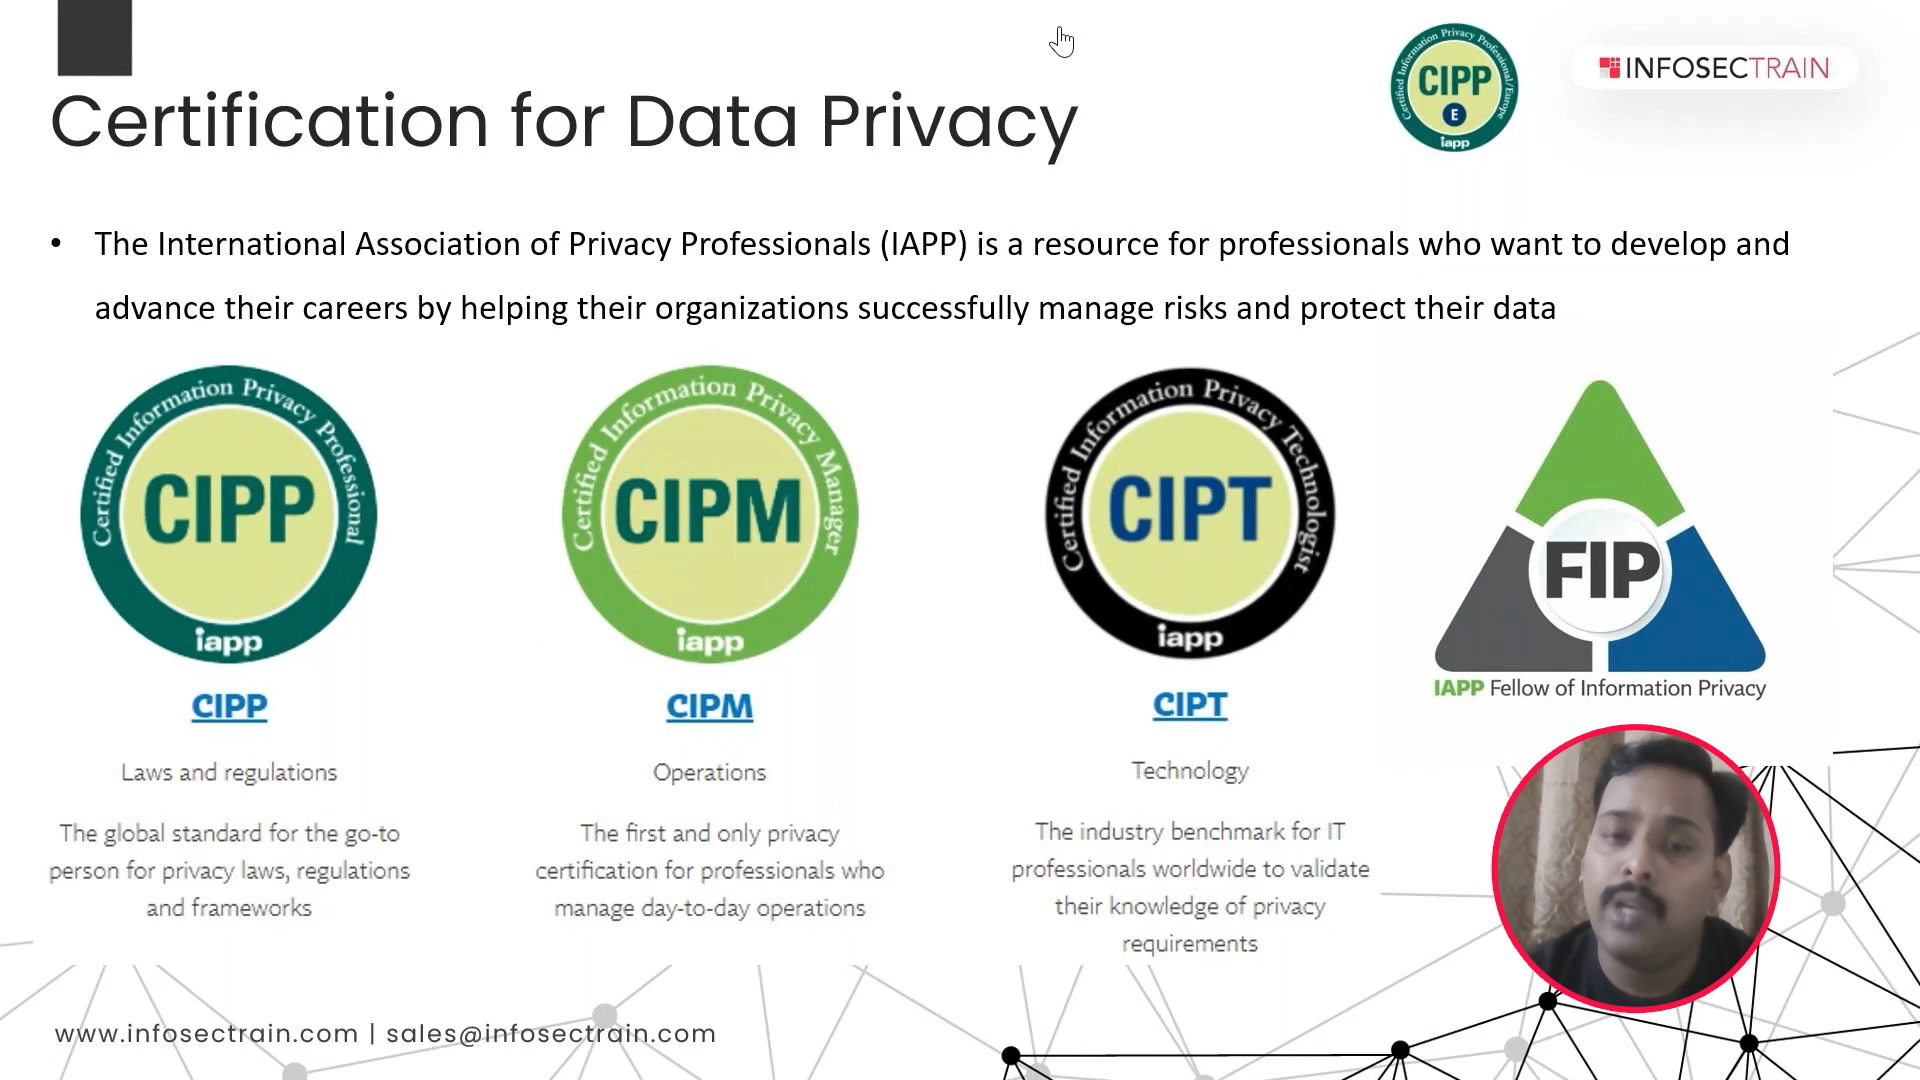 Certification for Data Privacy
Certified Information Privacy Professional/Europe
CIPP
E
iapp
INFOSECTRAIN
• The International Association of Privacy Professionals (IAPP) is a resource for professionals who want to develop and
advance their careers by helping their organizations successfully manage risks and protect their data
Certified Information Privacy Professional
CIPP
iapp
CIPP
Laws and regulations
The global standard for the go-to
person for privacy laws, regulations
and frameworks
Certified Information Privacy Manager
CIPM
iapp
CIPM
Operations
The first and only privacy
certification for professionals who
manage day-to-day operations
Certified Information Privacy Technologist
CIPT
iapp
CIPT
Technology
The industry benchmark for IT
professionals worldwide to validate
their knowledge of privacy
requirements
FIP
IAPP Fellow of Information Privacy
www.infosectrain.com | sales@infosectrain.com